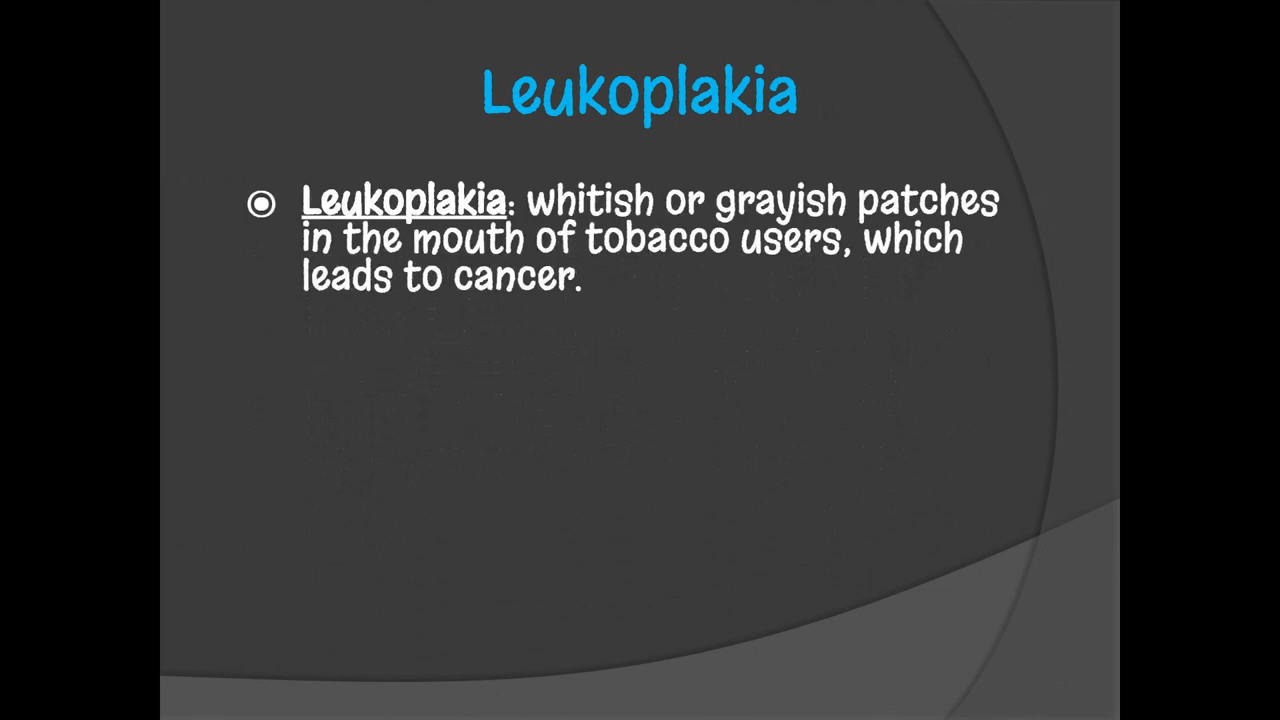 Leukoplakia
Leukoplakia: whitish or grayish patches
in the mouth of tobacco users, which
leads to cancer.